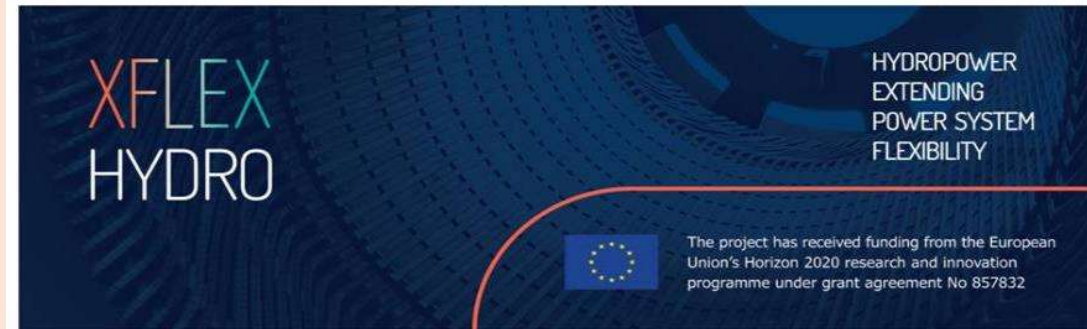 XFLEX
HYDRO
HYDROPOWER
EXTENDING
POWER SYSTEM
FLEXIBILITY
The project has received funding from the European
Union's Horizon 2020 research and innovation
programme under grant agreement No 857832